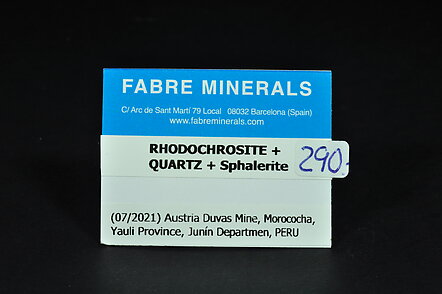 FABRE MINERALS
C/ Arc de Sant Martí 79 Local 08032 Barcelona (Spain)
www.fabreminerals.com
RHODOCHROSITE +
QUARTZ + Sphalerite
290.-
(07/2021) Austria Duvas Mine, Morococha,
Yauli Province, Junín Departmen, PERU